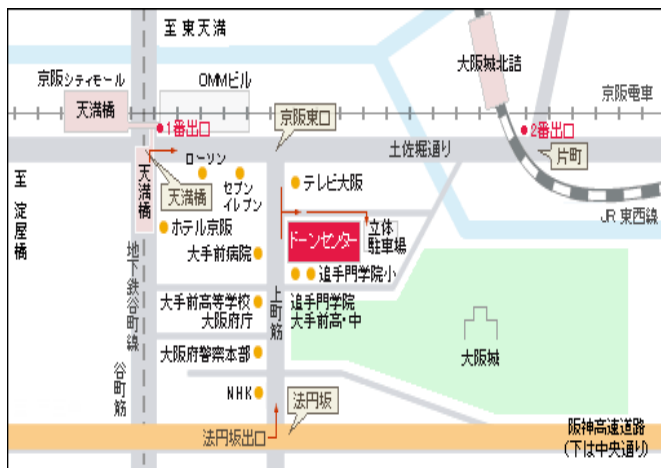 至 東天満
京阪シティモール
OMMビル
大阪城北詰
天満橋
京阪東口
京阪電車
1番出口
2番出口
土佐堀通り
片町
ローソン
天満橋
天満橋
セブン
イレブン
テレビ大阪
至 淀屋橋
ホテル京阪
ドーンセンター
立体
駐車場
JR東西線
大手前病院
追手門学院小
地下鉄谷町線
上町筋
大手前高等学校
大阪府庁
追手門学院
大手前高・中
大阪府警察本部
大阪城
谷町筋
NHK
法円坂
法円坂出口
阪神高速道路
(下は中央通り)